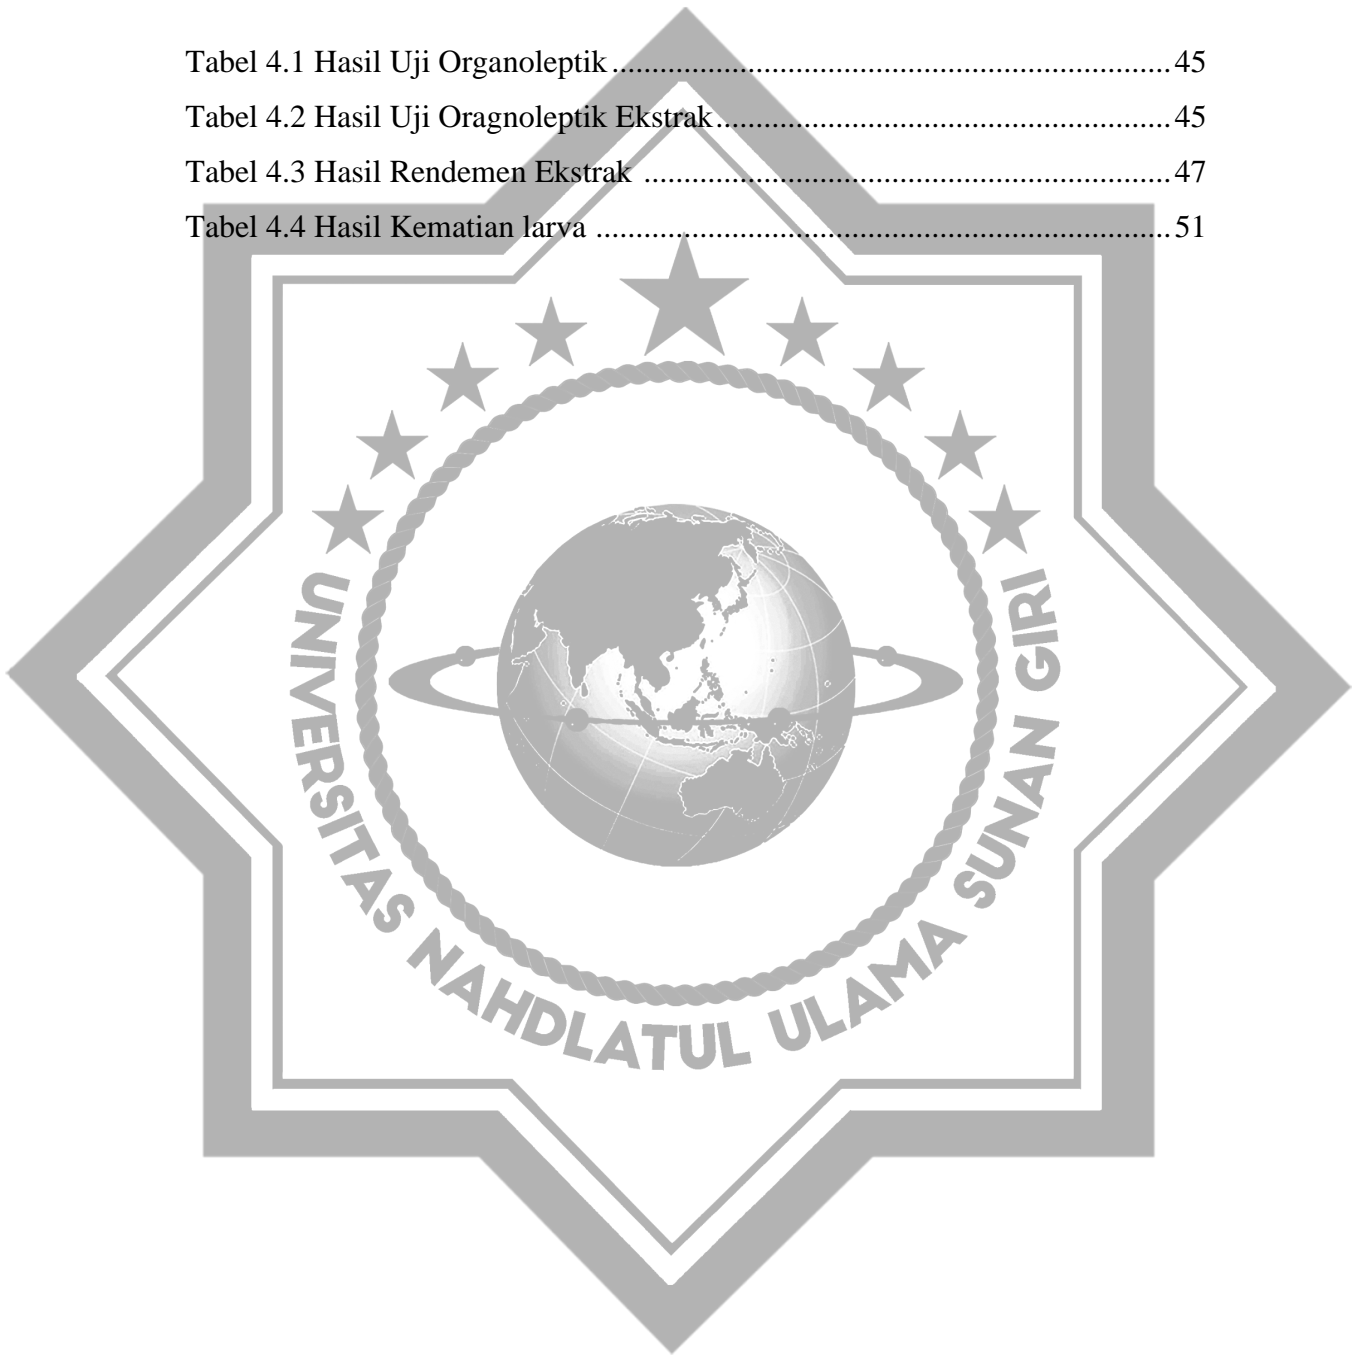 Tabel 4.1 Hasil Uji Organoleptik ...................................................................... 45
Tabel 4.2 Hasil Uji Oragnoleptik Ekstrak ......................................................... 45
Tabel 4.3 Hasil Rendemen Ekstrak .................................................................. 47
Tabel 4.4 Hasil Kematian larva ........................................................................ 51
UNIVERSITAS NAHDLATUL ULAMA SUNAN GIRI